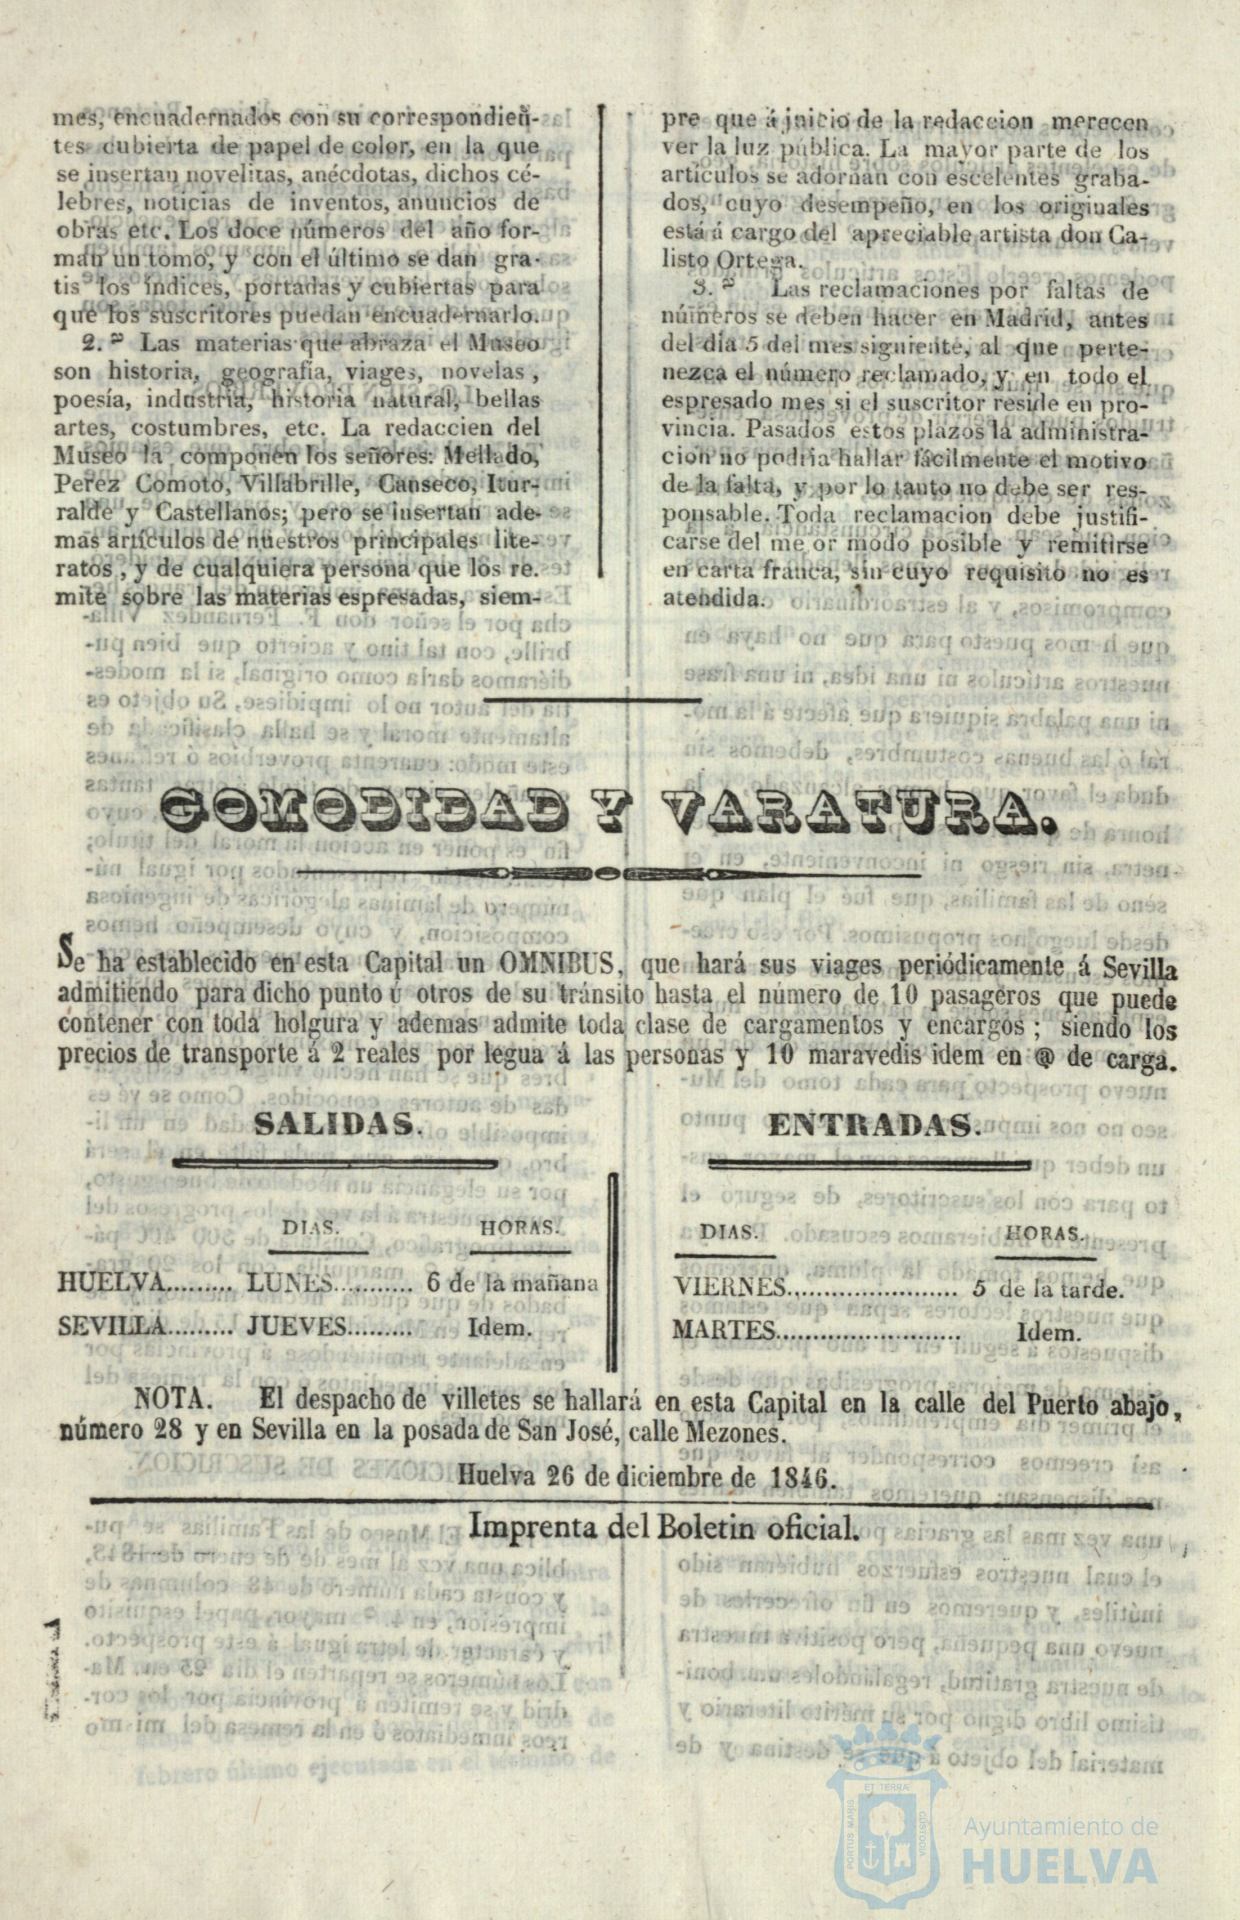 mes, encuadernados con su correspondien-
tes cubierta de papel de color, en la que
se insertan novelitas, anécdotas, dichos cé-
lebres, noticias de inventos, anuncios de
obras etc. Los doce números del año for-
man un tomo, y con el último se dan gra-
tis los índices, portadas y cubiertas para
que los suscritores puedan encuadernarlo.
2.ª Las materias que abraza el Museo
son historia, geografía, viages, novelas,
poesía, industria, historia natural, bellas
artes, costumbres, etc. La redaccien del
Museo la componen los señores: Mellado,
Perez Comoto, Villabrille, Canseco, Itur-
ralde y Castellanos; pero se insertan ade-
mas artículos de nuestros principales lite-
ratos, y de cualquiera persona que los re.
mite sobre las materias espresadas, siem-
pre que á juicio de la redaccion merecen
ver la luz pública. La mayor parte de los
artículos se adornan con escelentes graba-
dos, cuyo desempeño, en los originales
está á cargo del apreciable artista don Ca-
listo Ortega.
3.ª Las reclamaciones por faltas de
números se deben hacer en Madrid, antes
del dia 5 del mes siguiente, al que perte-
nezca el número reclamado, y en todo el
espresado mes si el suscritor reside en pro-
vincia. Pasados estos plazos la administra-
cion no podria hallar fácilmente el motivo
de la falta, y por lo tanto no debe ser res-
ponsable. Toda reclamacion debe justifi-
carse del me or modo posible y remitirse
en carta franca, sin cuyo requisito no es
atendida.
COMODIDAD Y VARATURA.
Se ha establecido en esta Capital un OMNIBUS, que hará sus viages periódicamente á Sevilla
admitiendo para dicho punto ú otros de su tránsito hasta el número de 10 pasageros que puede
contener con toda holgura y ademas admite toda clase de cargamentos y encargos; siendo los
precios de transporte á 2 reales por legua á las personas y 10 maravedis idem en @ de carga.
SALIDAS.
DIAS. HORAS.
HUELVA......... LUNES........... 6 de la mañana
SEVILLA......... JUEVES......... Idem.
ENTRADAS.
DIAS. HORAS.
VIERNES....................... 5 de la tarde.
MARTES......................... Idem.
NOTA. El despacho de villetes se hallará en esta Capital en la calle del Puerto abajo,
número 28 y en Sevilla en la posada de San José, calle Mezones.
Huelva 26 de diciembre de 1846.
Imprenta del Boletin oficial.
ET TERRÆ
PORTUS MARIS
CUSTODIA
Ayuntamiento de
HUELVA